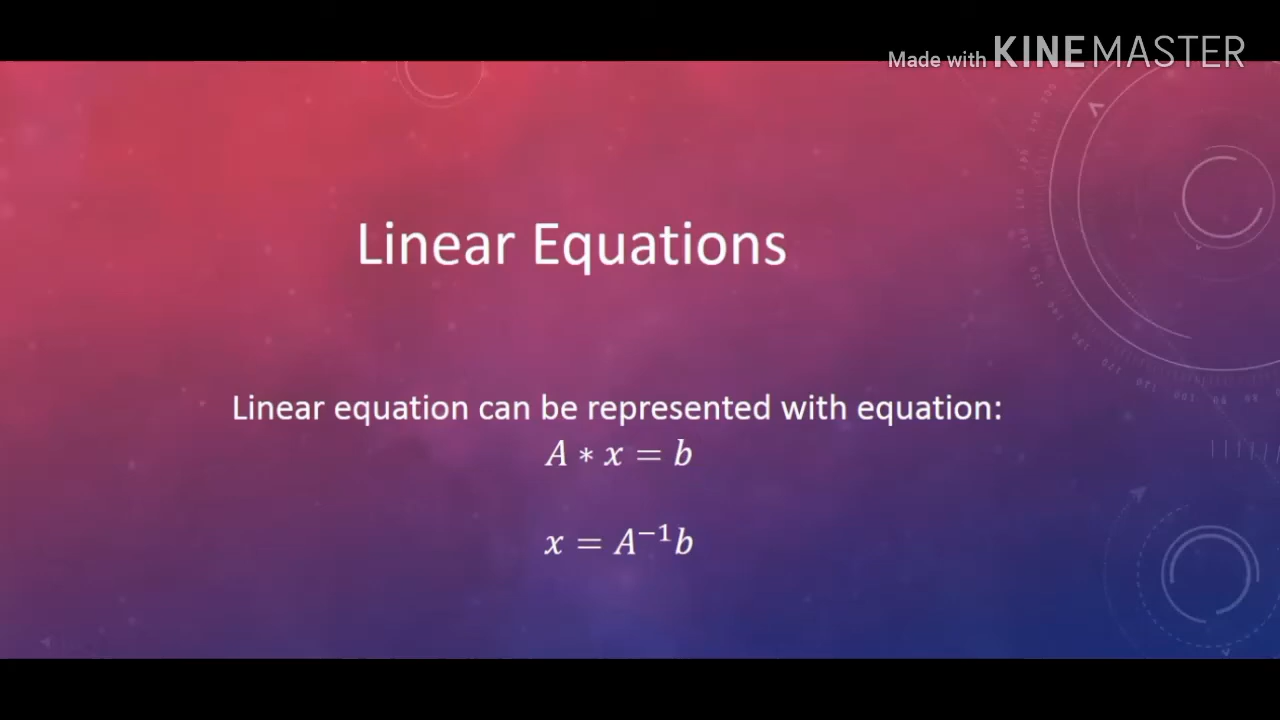 Made with KINEMASTER
Linear Equations
Linear equation can be represented with equation:
A * x = b
x = A⁻¹b